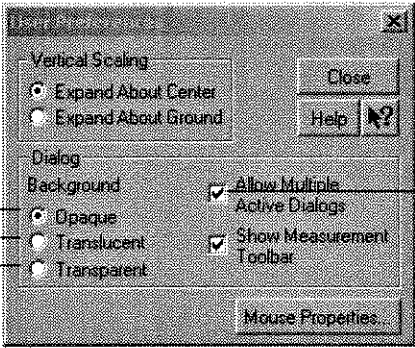 Vertical Scaling
Expand About Center
Expand About Ground
Close
Help
Dialog
Background
Opaque
Translucent
Transparent
Allow Multiple
Active Dialogs
Show Measurement
Toolbar
Mouse Properties...